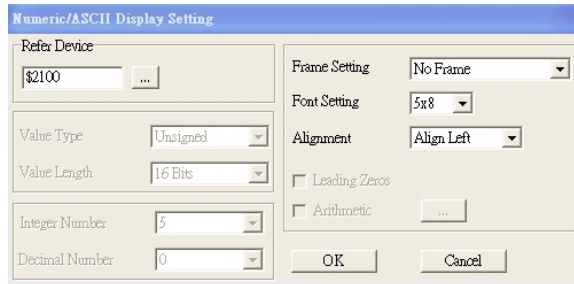 Numeric/ASCII Display Setting
Refer Device
$2100 ...
Value Type Unsigned
Value Length 16 Bits
Integer Number 5
Decimal Number 0
Frame Setting No Frame
Font Setting 5x8
Alignment Align Left
Leading Zeros
Arithmetic ...
OK Cancel